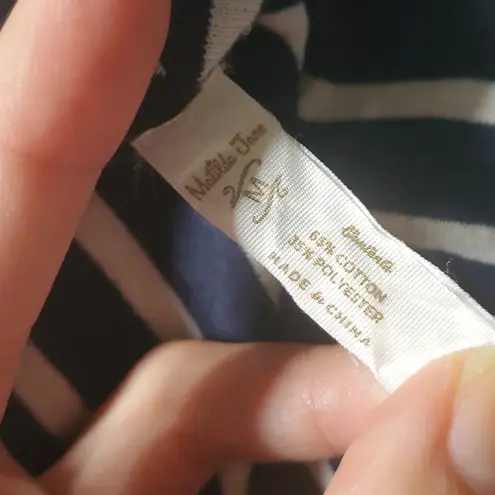 Matilda Jane
M
Contents
65% COTTON
35% POLYESTER
MADE in CHINA